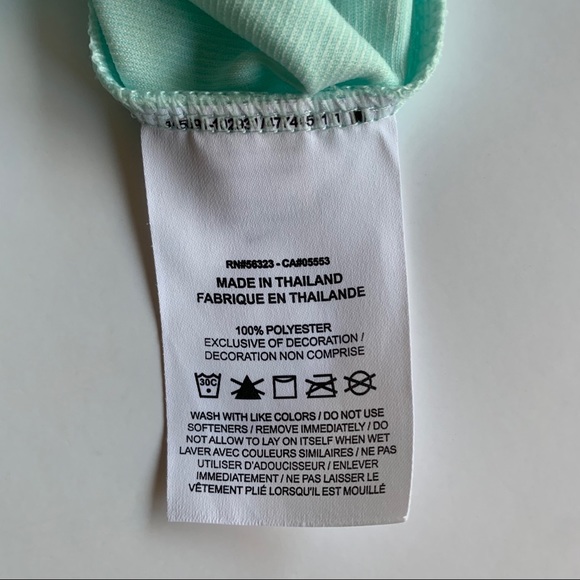 RN#56323 - CA#05553
MADE IN THAILAND
FABRIQUE EN THAILANDE
100% POLYESTER
EXCLUSIVE OF DECORATION /
DECORATION NON COMPRISE
30C
WASH WITH LIKE COLORS / DO NOT USE
SOFTENERS / REMOVE IMMEDIATELY / DO
NOT ALLOW TO LAY ON ITSELF WHEN WET
LAVER AVEC COULEURS SIMILAIRES / NE PAS
UTILISER D'ADOUCISSEUR / ENLEVER
IMMÉDIATEMENT / NE PAS LAISSER LE
VÊTEMENT PLIÉ LORSQU'IL EST MOUILLÉ